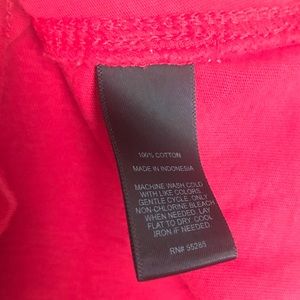 100% COTTON
MADE IN INDONESIA
MACHINE WASH COLD
WITH LIKE COLORS.
GENTLE CYCLE. ONLY
NON-CHLORINE BLEACH
WHEN NEEDED. LAY
FLAT TO DRY. COOL
IRON IF NEEDED.
RN# 55285